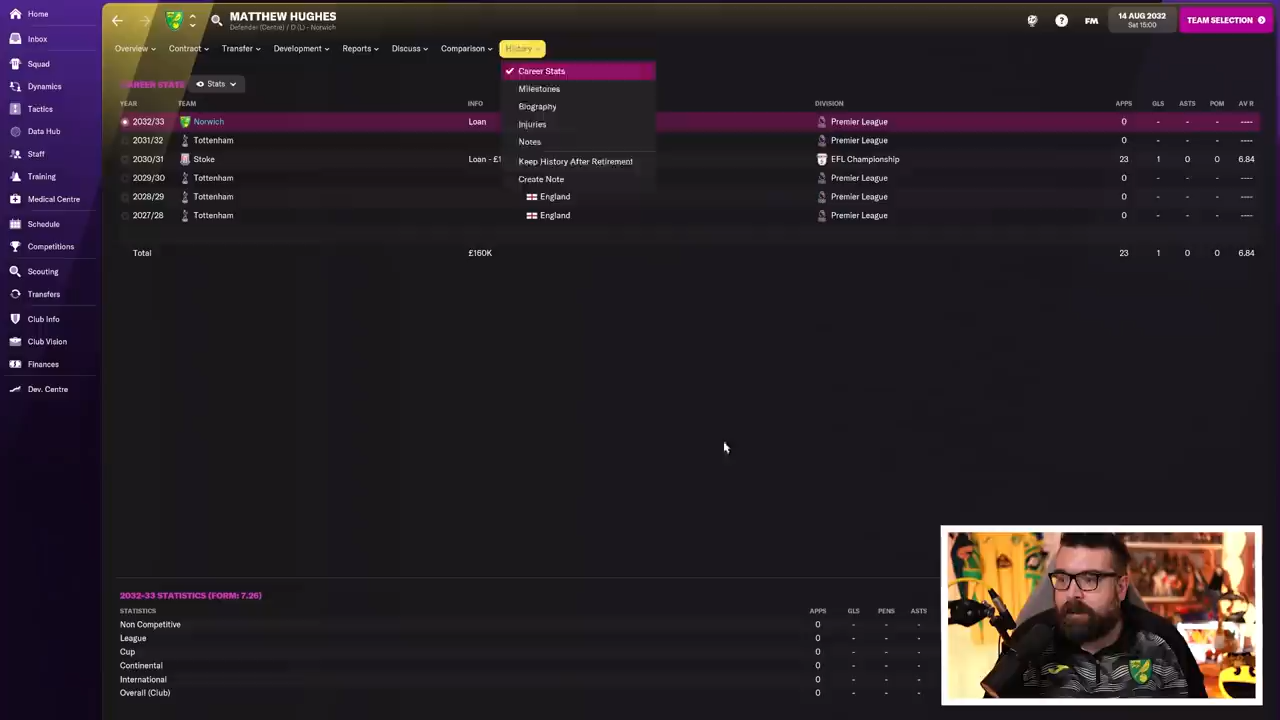 Home
Inbox
Squad
Dynamics
Tactics
Data Hub
Staff
Training
Medical Centre
Schedule
Competitions
Scouting
Transfers
Club Info
Club Vision
Finances
Dev. Centre
MATTHEW HUGHES
Defender (Centre) / D (L) - Norwich
FM
14 AUG 2032
Sat 15:00
TEAM SELECTION
Overview
Contract
Transfer
Development
Reports
Discuss
Comparison
History
CAREER STATS
Stats
Career Stats
Milestones
Biography
Injuries
Notes
Keep History After Retirement
Create Note
YEAR TEAM INFO DIVISION APPS GLS ASTS POM AV R
2032/33 Norwich Loan Premier League 0 - - - ----
2031/32 Tottenham Premier League 0 - - - ----
2030/31 Stoke Loan - £1 EFL Championship 23 1 0 0 6.84
2029/30 Tottenham Premier League 0 - - - ----
2028/29 Tottenham England Premier League 0 - - - ----
2027/28 Tottenham England Premier League 0 - - - ----
Total £160K 23 1 0 0 6.84
2032-33 STATISTICS (FORM: 7.26)
STATISTICS APPS GLS PENS ASTS
Non Competitive 0 - - -
League 0 - - -
Cup 0 - - -
Continental 0 - - -
International 0 - - -
Overall (Club) 0 - - -